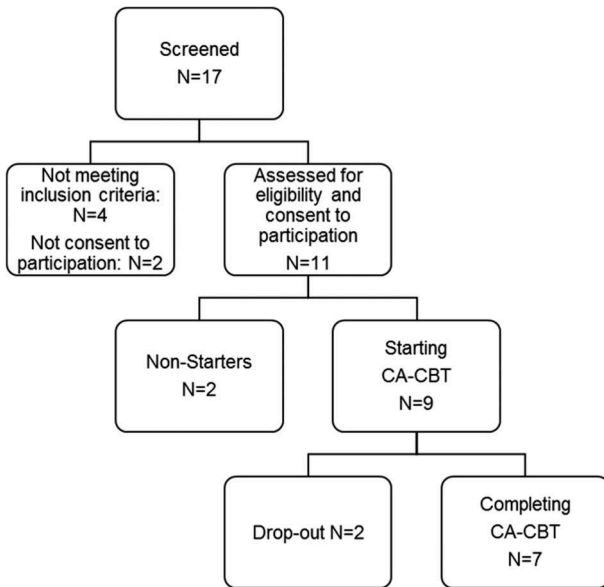 Screened
N=17
Not meeting
inclusion criteria:
N=4
Not consent to
participation: N=2
Assessed for
eligibility and
consent to
participation
N=11
Non-Starters
N=2
Starting
CA-CBT
N=9
Drop-out N=2
Completing
CA-CBT
N=7